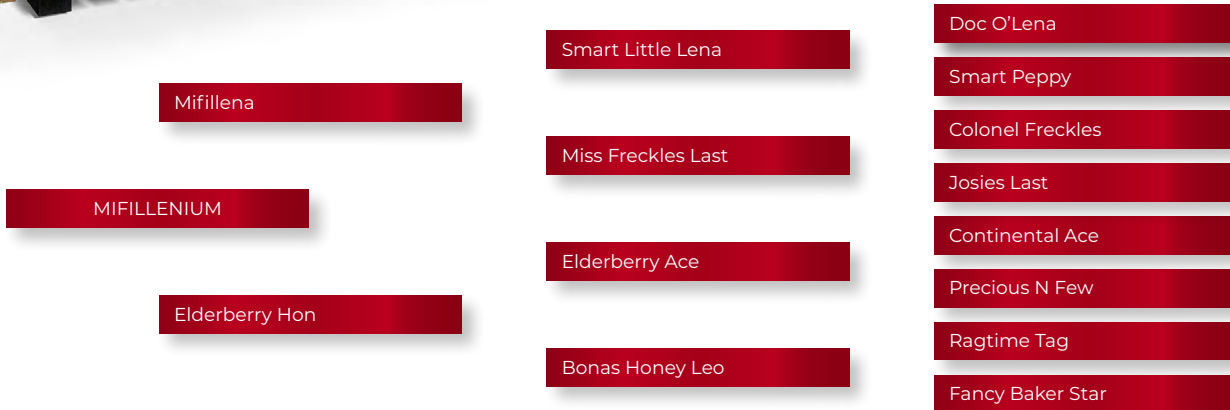 Doc O'Lena
Smart Little Lena
Smart Peppy
Mifillena
Colonel Freckles
Miss Freckles Last
Josies Last
MIFILLENIUM
Continental Ace
Elderberry Ace
Precious N Few
Elderberry Hon
Ragtime Tag
Bonas Honey Leo
Fancy Baker Star